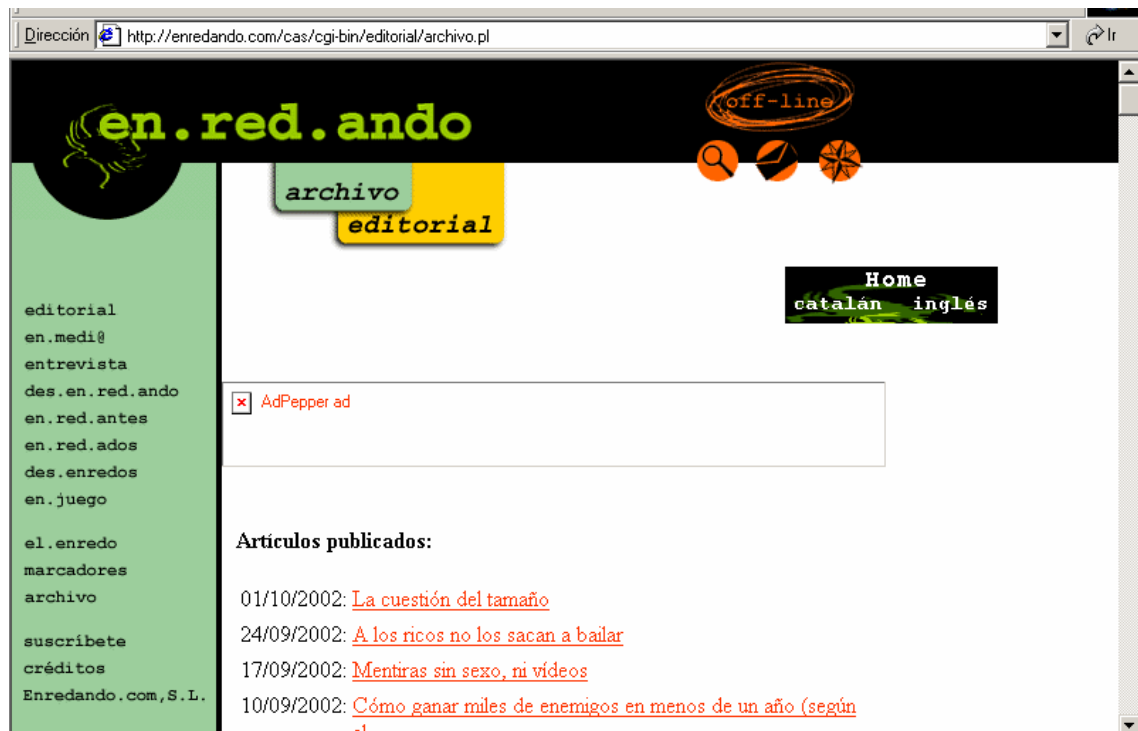 Dirección http://enredando.com/cas/cgi-bin/editorial/archivo.pl Ir
off-line
en.red.ando
archivo
editorial
Home
catalán inglés
editorial
en.medi@
entrevista
des.en.red.ando
en.red.antes
en.red.ados
des.enredos
en.juego
el.enredo
marcadores
archivo
suscríbete
créditos
Enredando.com,S.L.
AdPepper ad
Artículos publicados:
01/10/2002: La cuestión del tamaño
24/09/2002: A los ricos no los sacan a bailar
17/09/2002: Mentiras sin sexo, ni vídeos
10/09/2002: Cómo ganar miles de enemigos en menos de un año (según